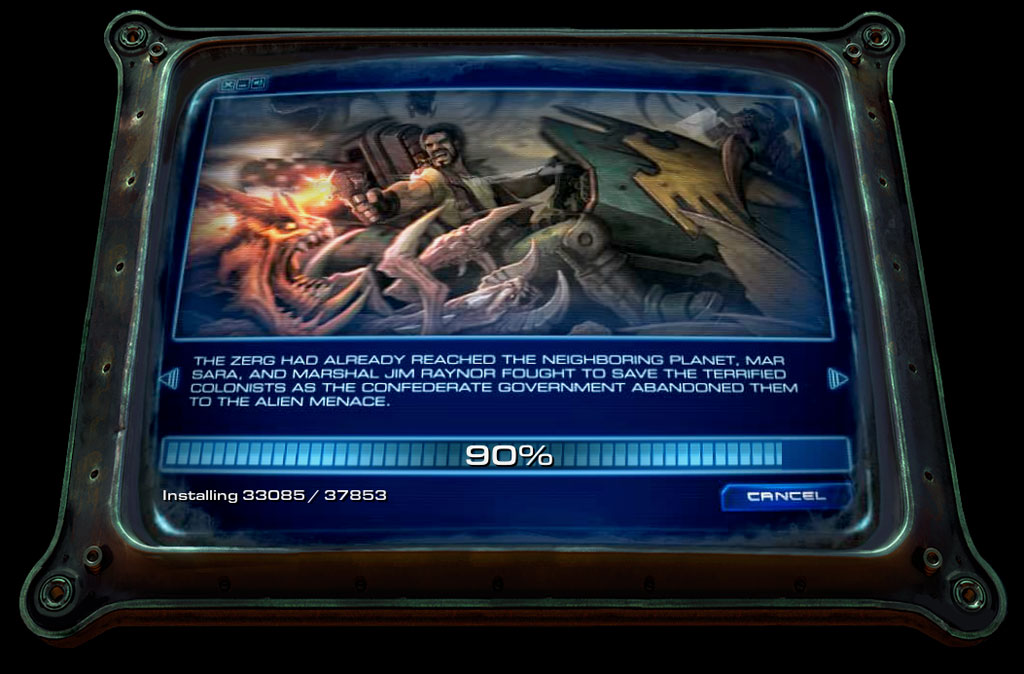 THE ZERG HAD ALREADY REACHED THE NEIGHBORING PLANET, MAR
SARA, AND MARSHAL JIM RAYNOR FOUGHT TO SAVE THE TERRIFIED
COLONISTS AS THE CONFEDERATE GOVERNMENT ABANDONED THEM
TO THE ALIEN MENACE.
90%
Installing 33085 / 37853
CANCEL